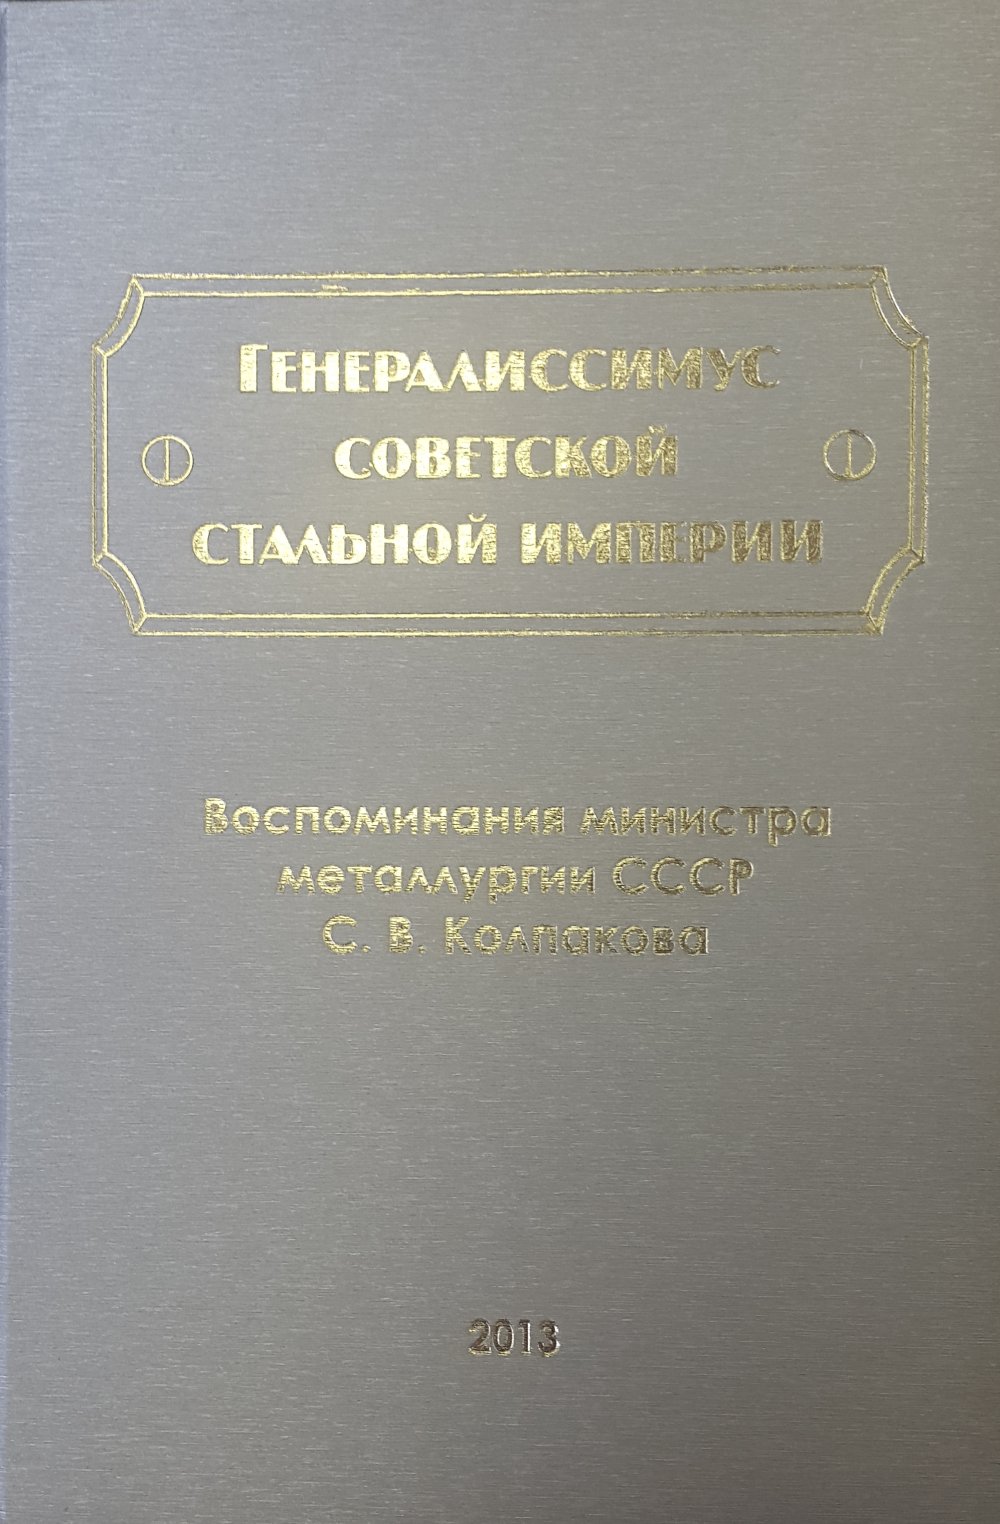 Генералиссимус
советской
стальной империи
Воспоминания министра
металлургии СССР
С. В. Колпакова
2013